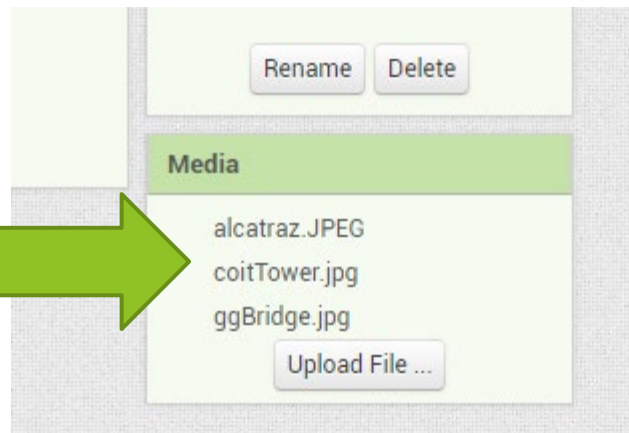 Rename Delete
Media
alcatraz.JPEG
coitTower.jpg
ggBridge.jpg
Upload File ...